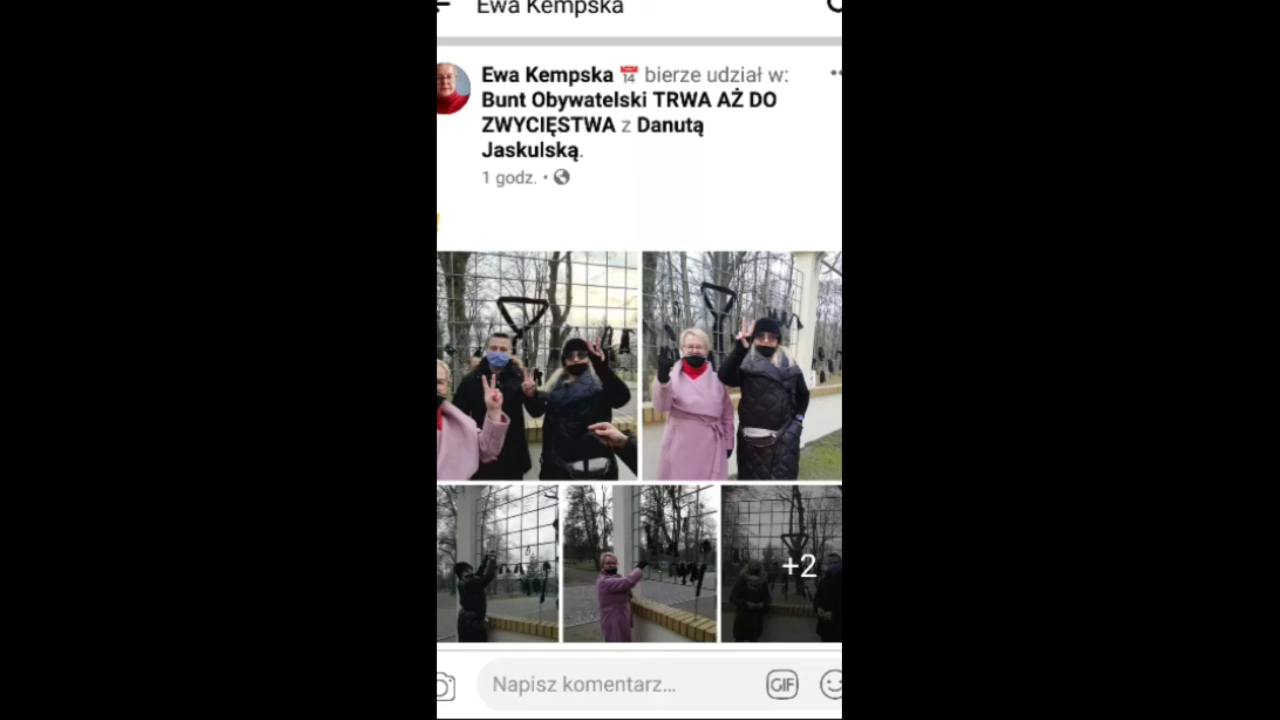 Ewa Kempska
Ewa Kempska 📅 bierze udział w:
Bunt Obywatelski TRWA AŻ DO
ZWYCIĘSTWA z Danutą
Jaskulską.
1 godz. •
+2
Napisz komentarz...
GIF